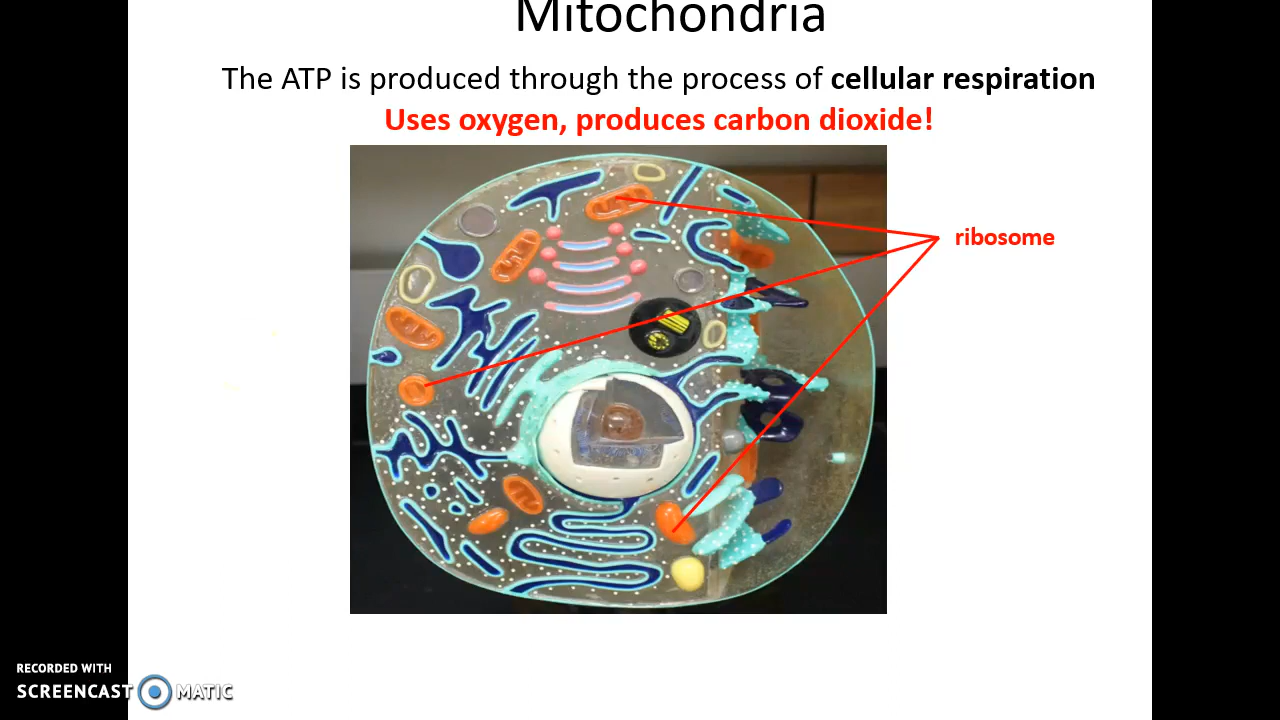 Mitochondria
The ATP is produced through the process of cellular respiration
Uses oxygen, produces carbon dioxide!
ribosome
RECORDED WITH
SCREENCAST MATIC